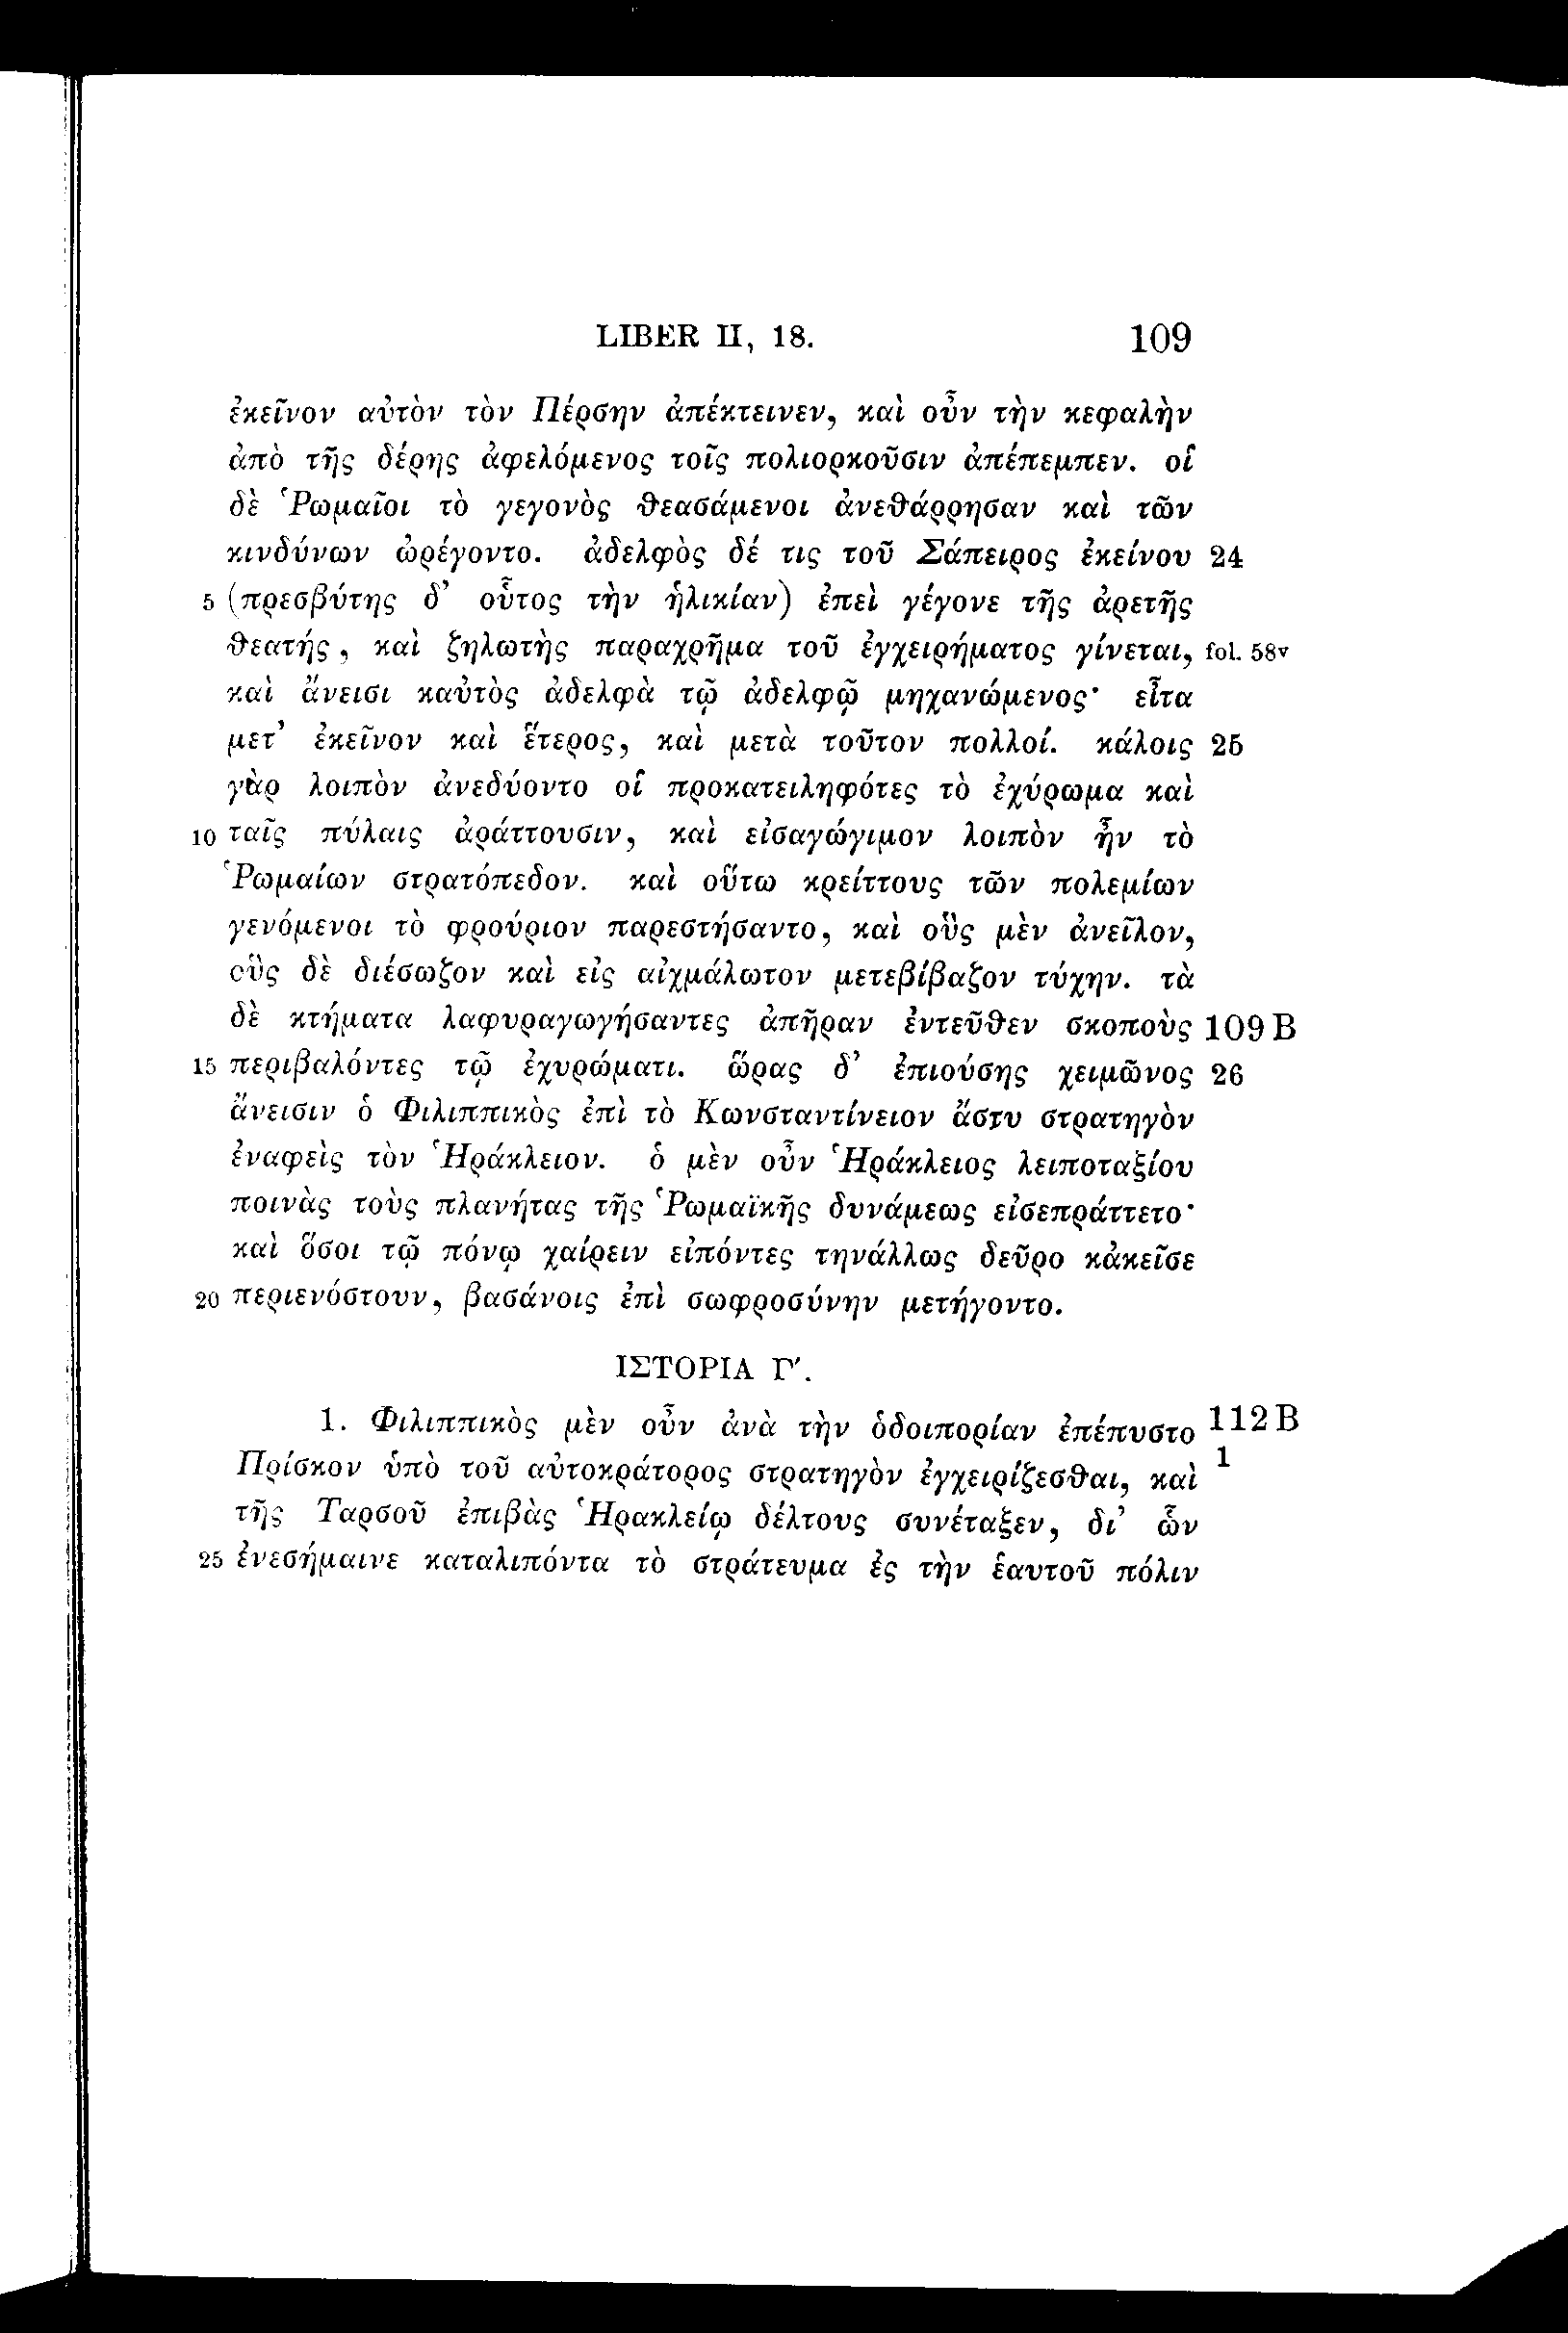 LIBER II, 18. 109
ἐκεῖνον αὐτὸν τὸν Πέρσην ἀπέκτεινεν, καὶ οὖν τὴν κεφαλὴν
ἀπὸ τῆς δέρης ἀφελόμενος τοῖς πολιορκοῦσιν ἀπέπεμπεν. οἱ
δὲ Ῥωμαῖοι τὸ γεγονὸς θεασάμενοι ἀνεθάρρησαν καὶ τῶν
κινδύνων ὠρέγοντο. ἀδελφὸς δέ τις τοῦ Σάπειρος ἐκείνου 24
5 (πρεσβύτης δ’ οὗτος τὴν ἡλικίαν) ἐπεὶ γέγονε τῆς ἀρετῆς
θεατής, καὶ ζηλωτὴς παραχρῆμα τοῦ ἐγχειρήματος γίνεται, fol. 58v
καὶ ἄνεισι καὐτὸς ἀδελφὰ τῷ ἀδελφῷ μηχανώμενος· εἶτα
μετ’ ἐκεῖνον καὶ ἕτερος, καὶ μετὰ τοῦτον πολλοί. κάλοις 25
γὰρ λοιπὸν ἀνεδύοντο οἱ προκατειληφότες τὸ ἐχύρωμα καὶ
10 ταῖς πύλαις ἀράττουσιν, καὶ εἰσαγώγιμον λοιπὸν ἦν τὸ
Ῥωμαίων στρατόπεδον. καὶ οὕτω κρείττους τῶν πολεμίων
γενόμενοι τὸ φρούριον παρεστήσαντο, καὶ οὓς μὲν ἀνεῖλον,
οὓς δὲ διέσωζον καὶ εἰς αἰχμάλωτον μετεβίβαζον τύχην. τὰ
δὲ κτήματα λαφυραγωγήσαντες ἀπῆραν ἐντεῦθεν σκοποὺς 109 B
15 περιβαλόντες τῷ ἐχυρώματι. ὥρας δ’ ἐπιούσης χειμῶνος 26
ἄνεισιν ὁ Φιλιππικὸς ἐπὶ τὸ Κωνσταντίνειον ἄστυ στρατηγὸν
ἐναφεὶς τὸν Ἡράκλειον. ὁ μὲν οὖν Ἡράκλειος λειποταξίου
ποινὰς τοὺς πλανήτας τῆς Ῥωμαϊκῆς δυνάμεως εἰσεπράττετο·
καὶ ὅσοι τῷ πόνῳ χαίρειν εἰπόντες τηνάλλως δεῦρο κἀκεῖσε
20 περιενόστουν, βασάνοις ἐπὶ σωφροσύνην μετήγοντο.
ΙΣΤΟΡΙΑ Γ′.
1. Φιλιππικὸς μὲν οὖν ἀνὰ τὴν ὁδοιπορίαν ἐπέπυστο 112 B
Πρίσκον ὑπὸ τοῦ αὐτοκράτορος στρατηγὸν ἐγχειρίζεσθαι, καὶ 1
τῆς Ταρσοῦ ἐπιβὰς Ἡρακλείῳ δέλτους συνέταξεν, δι’ ὧν
25 ἐνεσήμαινε καταλιπόντα τὸ στράτευμα ἐς τὴν ἑαυτοῦ πόλιν